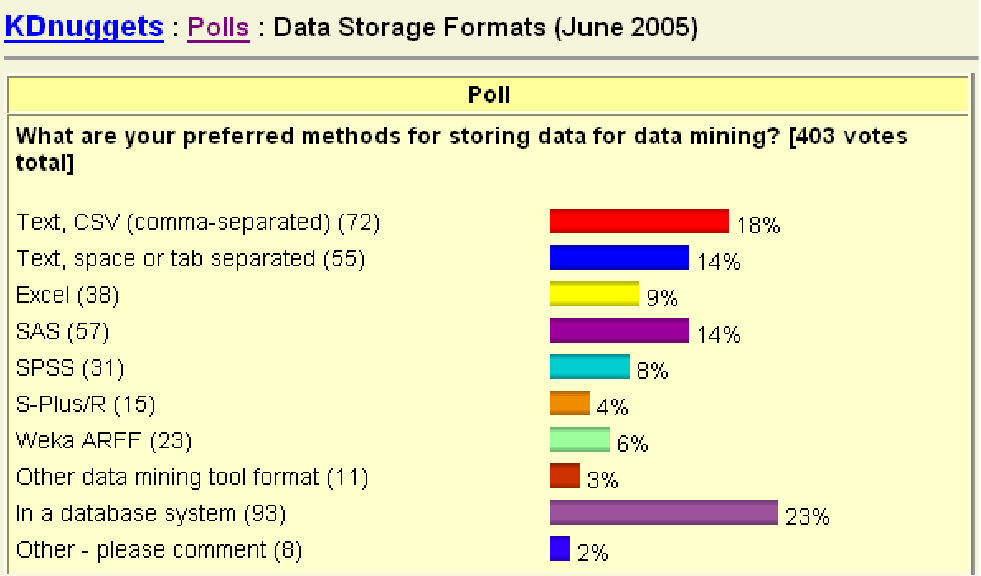 KDnuggets : Polls : Data Storage Formats (June 2005)
Poll
What are your preferred methods for storing data for data mining? [403 votes
total]
Text, CSV (comma-separated) (72) 18%
Text, space or tab separated (55) 14%
Excel (38) 9%
SAS (57) 14%
SPSS (31) 8%
S-Plus/R (15) 4%
Weka ARFF (23) 6%
Other data mining tool format (11) 3%
In a database system (93) 23%
Other - please comment (8) 2%